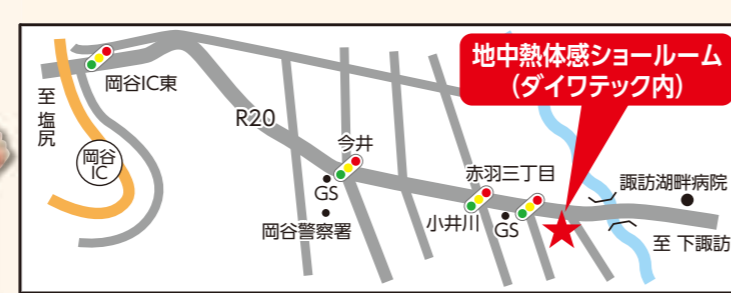 地中熱体感ショールーム
（ダイワテック内）
岡谷IC東
至 塩尻
岡谷
IC
R20
今井
GS
岡谷警察署
赤羽三丁目
小井川
GS
諏訪湖畔病院
至 下諏訪